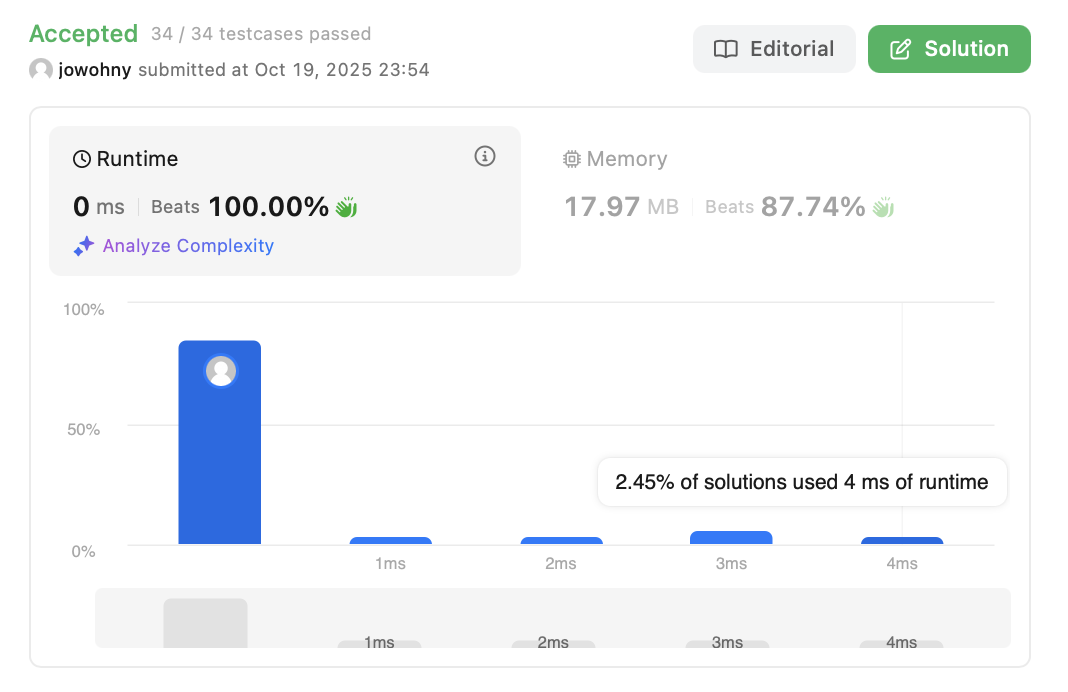 Accepted 34 / 34 testcases passed
Editorial
Solution
jowohny submitted at Oct 19, 2025 23:54
Runtime
0 ms Beats 100.00%
Analyze Complexity
Memory
17.97 MB Beats 87.74%
100%
50%
0%
2.45% of solutions used 4 ms of runtime
1ms 2ms 3ms 4ms
1ms 2ms 3ms 4ms